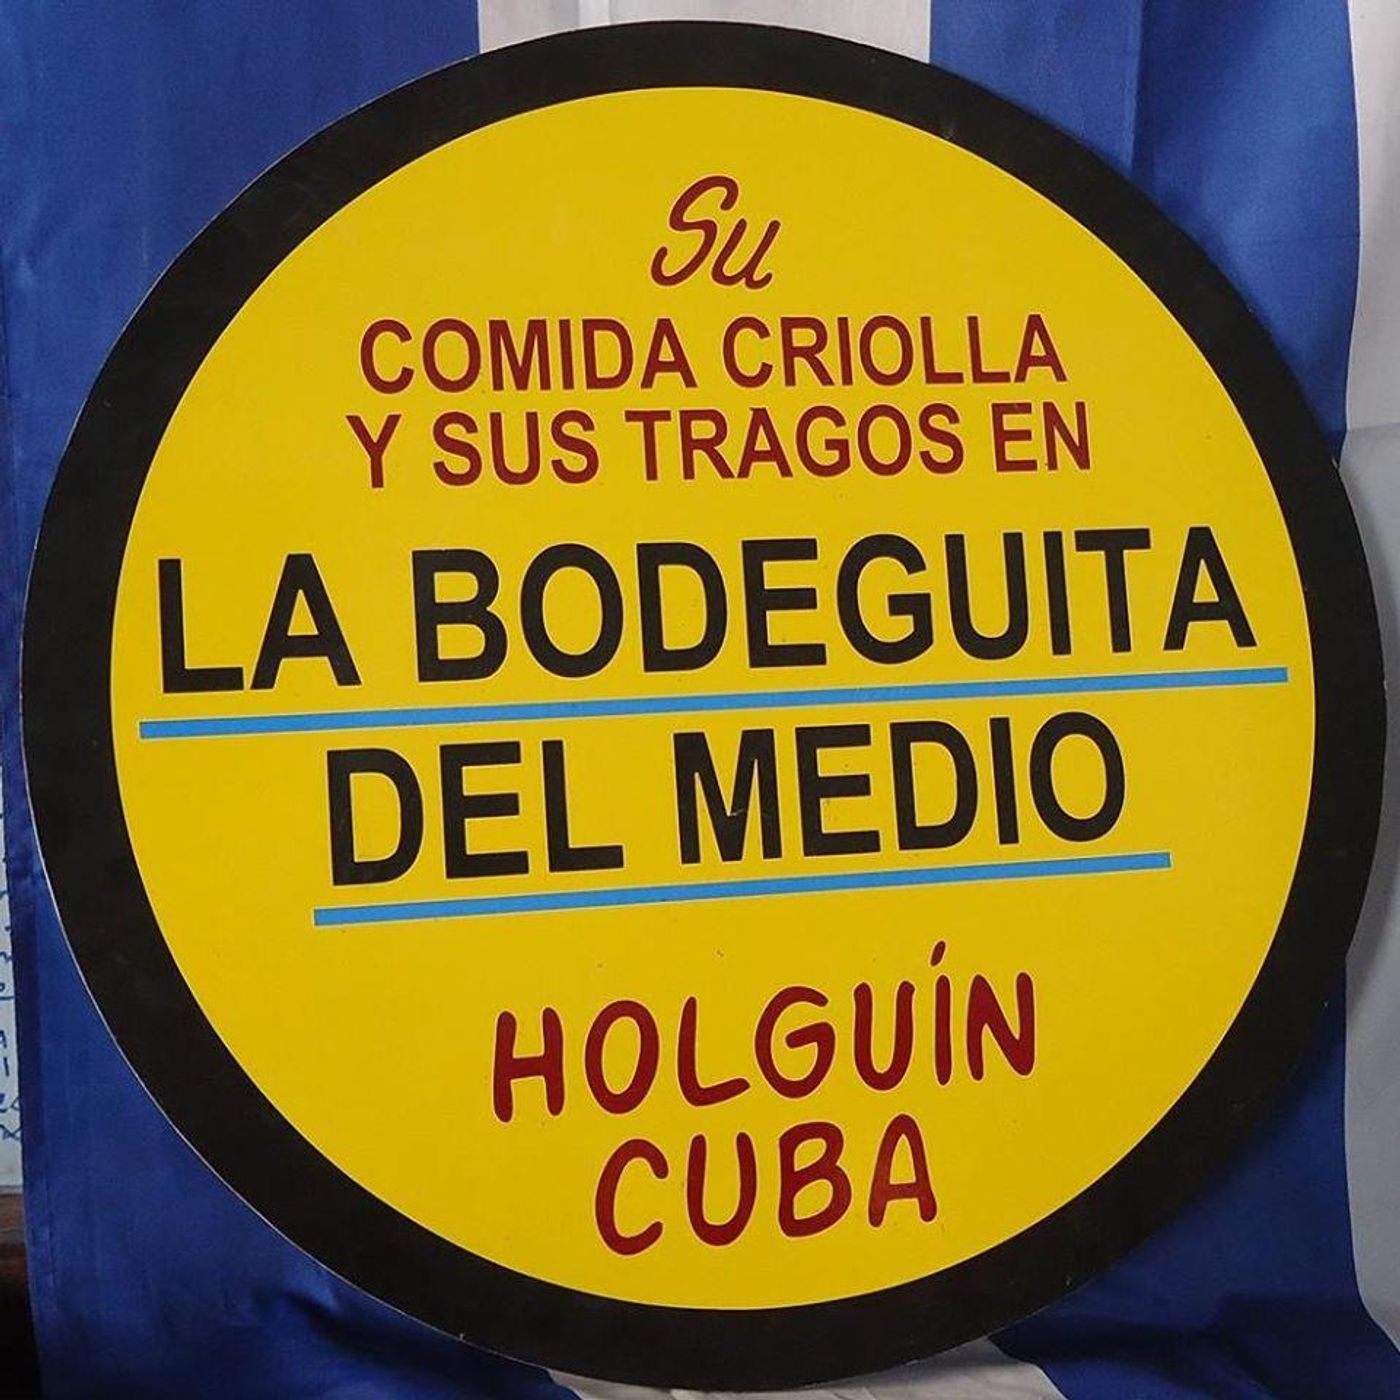 Su
COMIDA CRIOLLA
Y SUS TRAGOS EN
LA BODEGUITA
DEL MEDIO
HOLGUÍN
CUBA